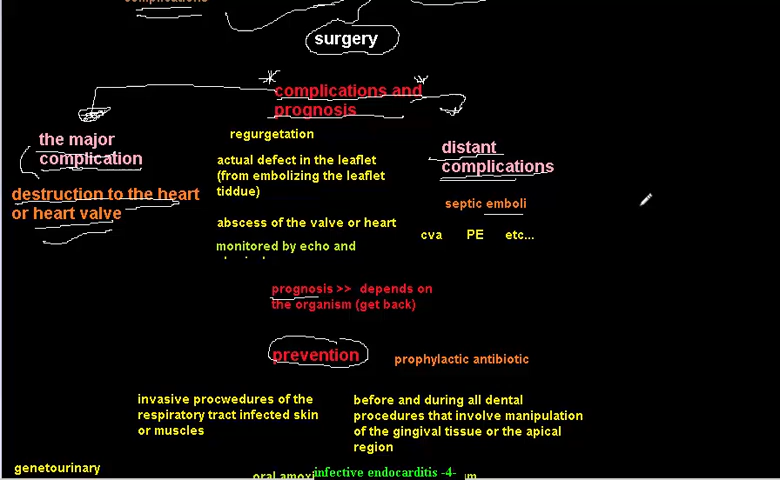 complications
surgery
complications and
prognosis
the major
complication
destruction to the heart
or heart valve
regurgetation
actual defect in the leaflet
(from embolizing the leaflet
tiddue)
abscess of the valve or heart
monitored by echo and
distant
complications
septic emboli
cva PE etc...
prognosis >> depends on
the organism (get back)
prevention
prophylactic antibiotic
invasive procwedures of the
respiratory tract infected skin
or muscles
before and during all dental
procedures that involve manipulation
of the gingival tissue or the apical
region
genetourinary
oral
infective endocarditis -4-